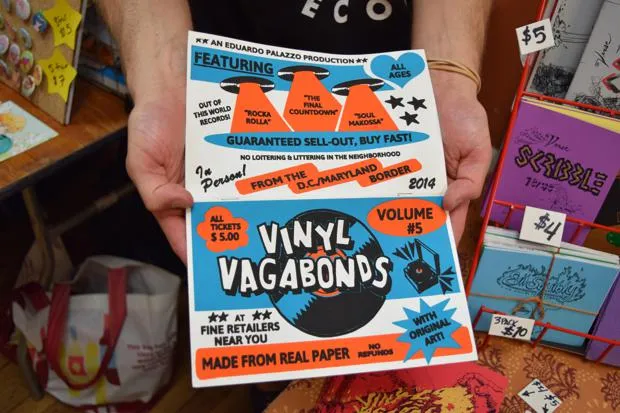 ECO
★★ AN EDUARDO PALAZZO PRODUCTION ★★
FEATURING
ALL
AGES
OUT OF
THIS WORLD
RECORDS!
"ROCKA
ROLLA"
"THE
FINAL
COUNTDOWN"
"SOUL
MAKOSSA"
GUARANTEED SELL-OUT, BUY FAST!
NO LOITERING & LITTERING IN THE NEIGHBORHOOD
In
Person!
FROM THE
D.C./MARYLAND
BORDER
2014
ALL
TICKETS
$ 5.00
VINYL
VAGABONDS
VOLUME
#5
★★ AT ★★
FINE RETAILERS
NEAR YOU
WITH
ORIGINAL
ART!
MADE FROM REAL PAPER
NO
REFUNDS
$5
SCRIBBLE
$4
3 PACK
$10